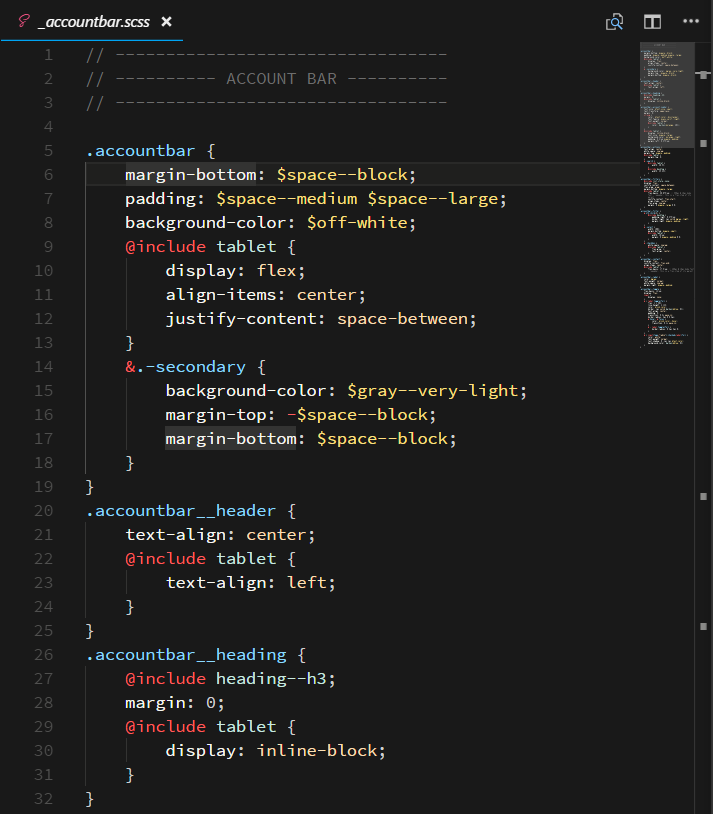 _accountbar.scss
1 // ---------------------------------
2 // ---------- ACCOUNT BAR ----------
3 // ---------------------------------
4
5 .accountbar {
6     margin-bottom: $space--block;
7     padding: $space--medium $space--large;
8     background-color: $off-white;
9     @include tablet {
10         display: flex;
11         align-items: center;
12         justify-content: space-between;
13     }
14     &.-secondary {
15         background-color: $gray--very-light;
16         margin-top: -$space--block;
17         margin-bottom: $space--block;
18     }
19 }
20 .accountbar__header {
21     text-align: center;
22     @include tablet {
23         text-align: left;
24     }
25 }
26 .accountbar__heading {
27     @include heading--h3;
28     margin: 0;
29     @include tablet {
30         display: inline-block;
31     }
32 }